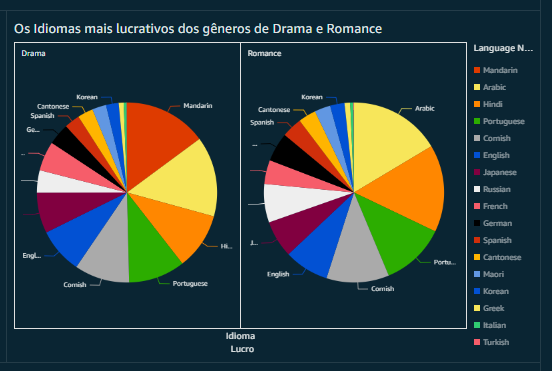 Os Idiomas mais lucrativos dos gêneros de Drama e Romance
Drama
Korean
Cantonese
Spanish
Ge...
...
Engl...
Cornish
Portuguese
Hi...
Mandarin
Romance
Korean
Cantonese
Spanish
...
J...
English
Cornish
Portu...
Arabic
Idioma
Lucro
Language N...
Mandarin
Arabic
Hindi
Portuguese
Cornish
English
Japanese
Russian
French
German
Spanish
Cantonese
Maori
Korean
Greek
Italian
Turkish